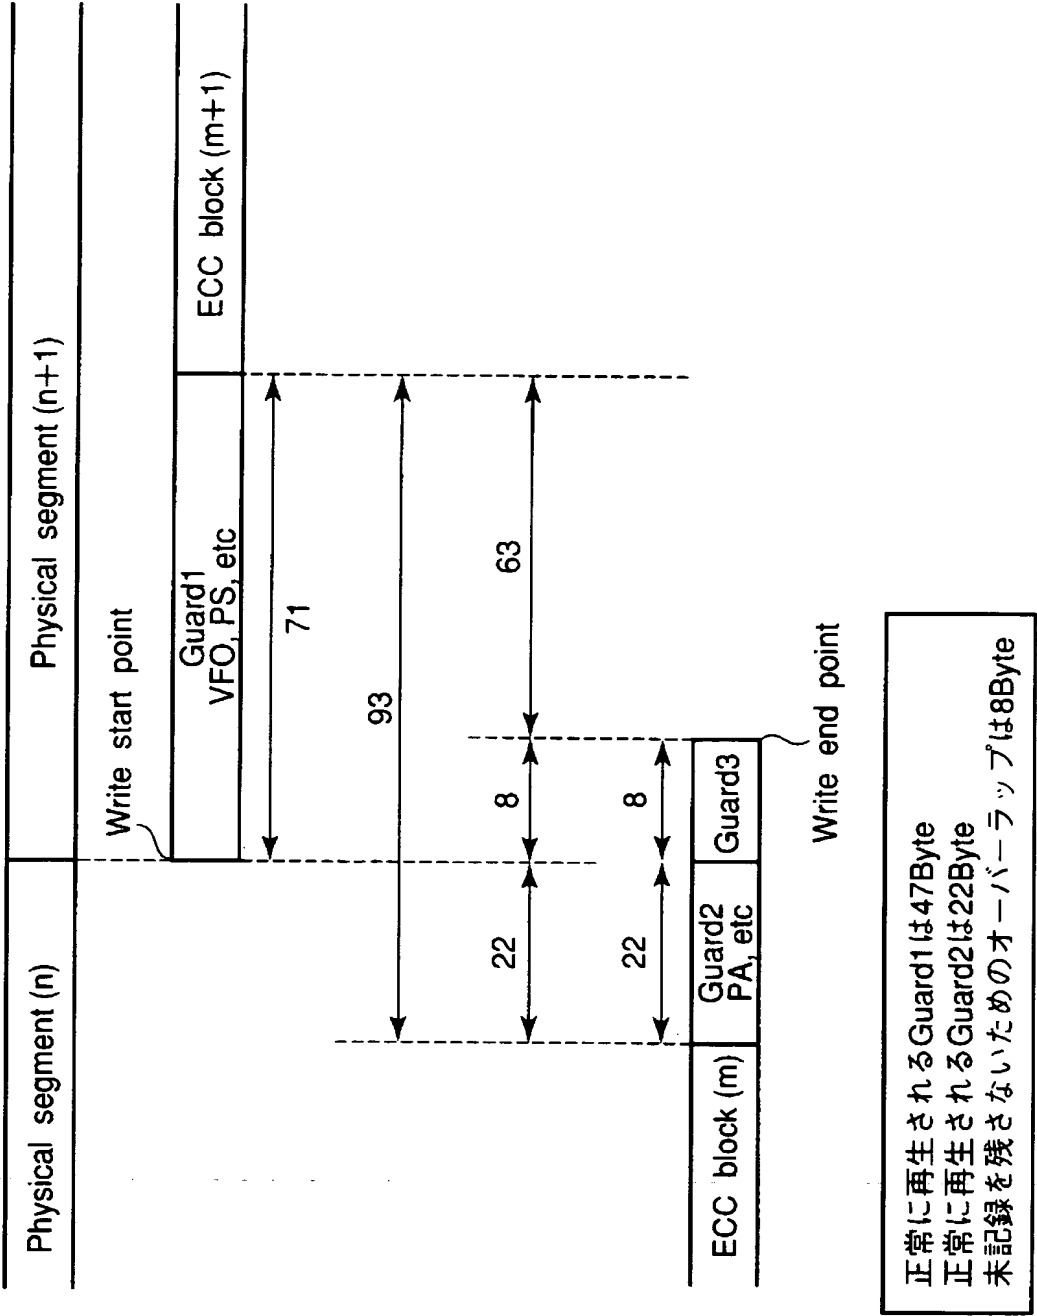 Physical segment (n)
Physical segment (n+1)
Write start point
Guard1
VFO, PS, etc
ECC block (m+1)
71
93
22
8
63
22
8
ECC block (m)
Guard2
PA, etc
Guard3
Write end point
正常に再生されるGuard1は47Byte
正常に再生されるGuard2は22Byte
未記録を残さないためのオーバーラップは8Byte